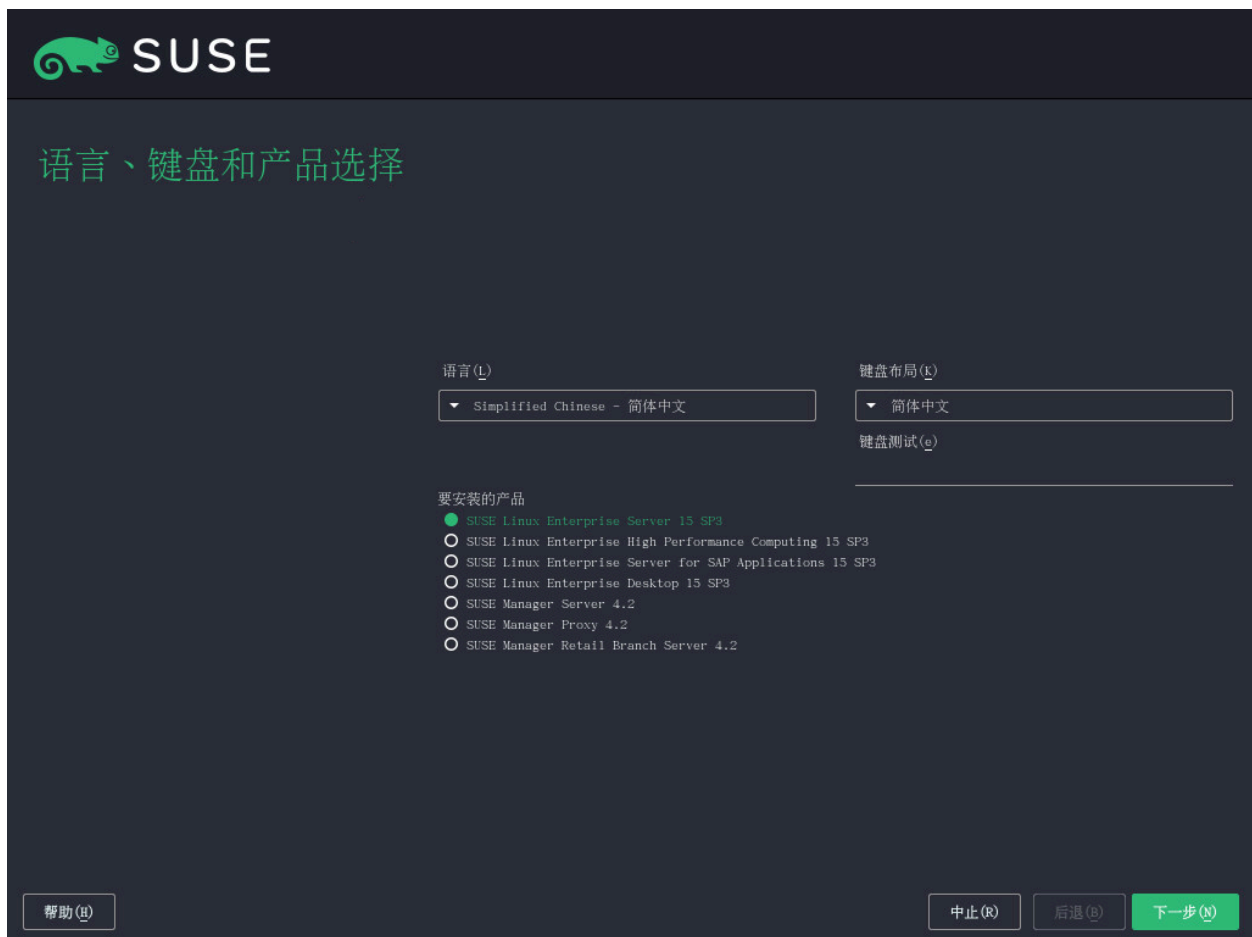 SUSE
语言、键盘和产品选择
语言(L)
键盘布局(K)
Simplified Chinese - 简体中文
简体中文
键盘测试(e)
要安装的产品
SUSE Linux Enterprise Server 15 SP3
SUSE Linux Enterprise High Performance Computing 15 SP3
SUSE Linux Enterprise Server for SAP Applications 15 SP3
SUSE Linux Enterprise Desktop 15 SP3
SUSE Manager Server 4.2
SUSE Manager Proxy 4.2
SUSE Manager Retail Branch Server 4.2
帮助(H)
中止(R)
后退(B)
下一步(N)